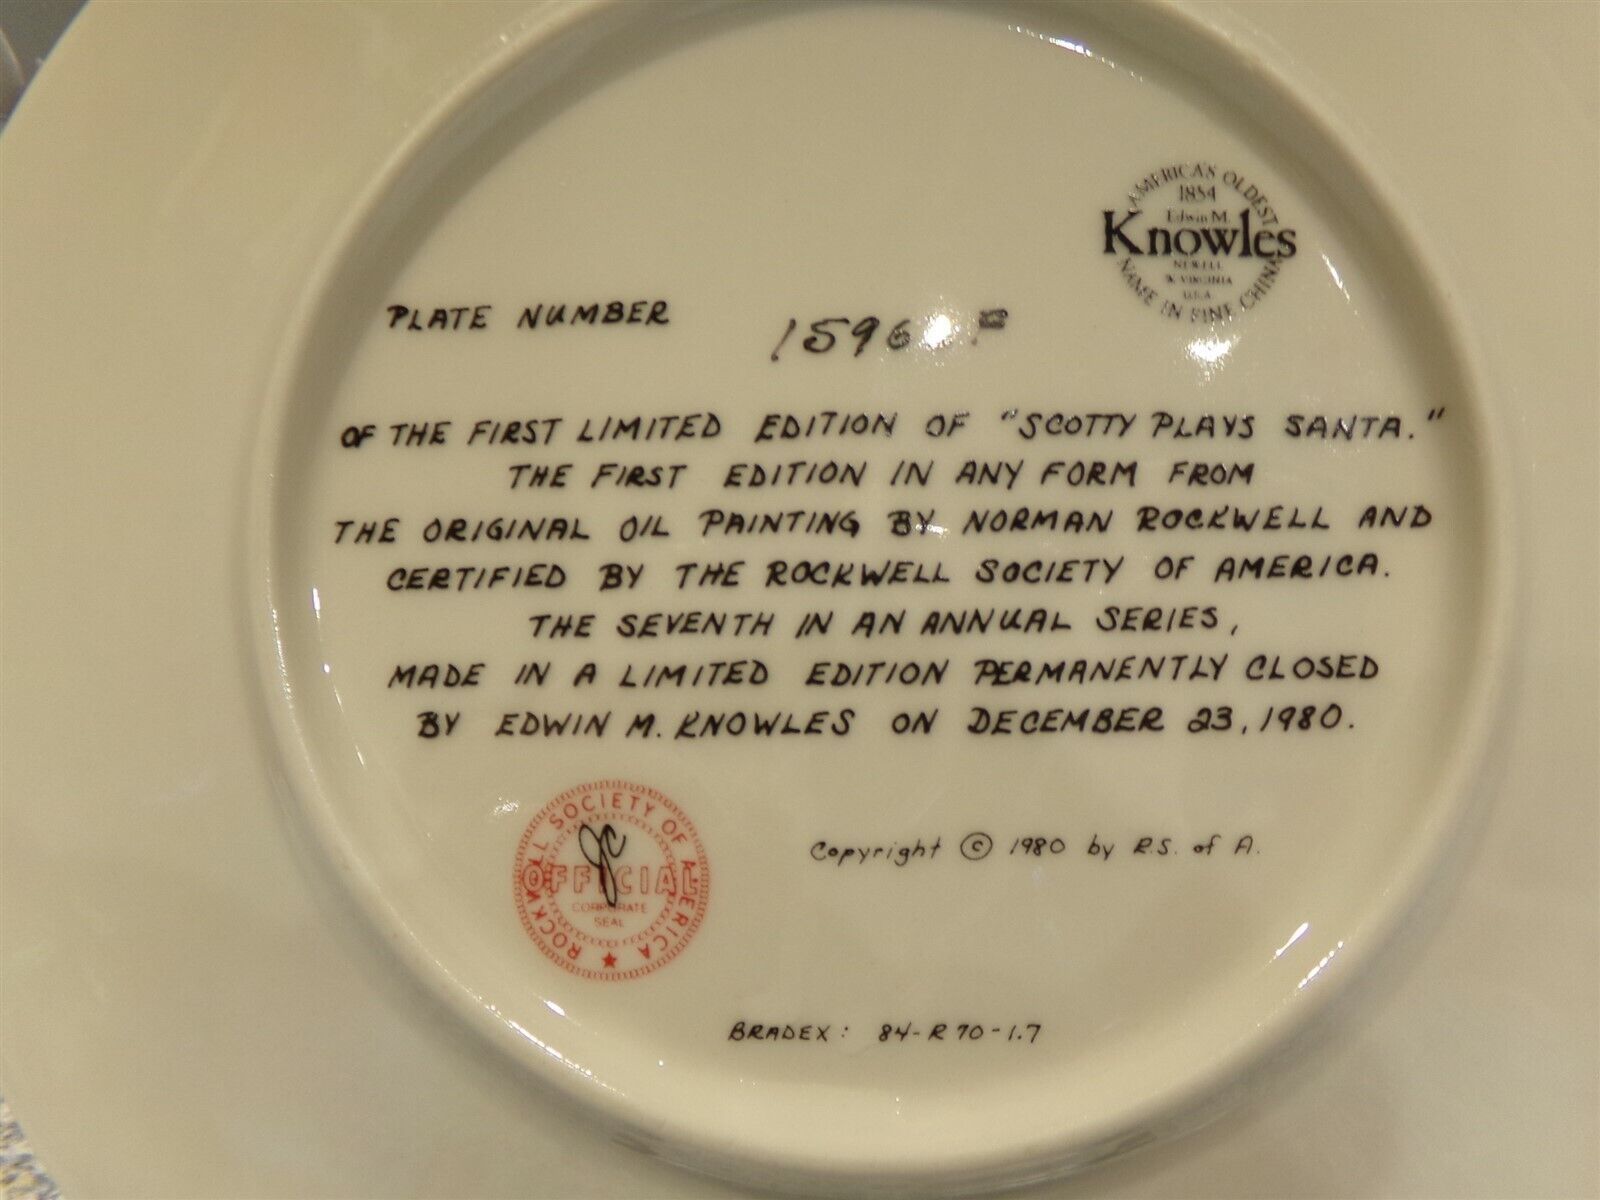 AMERICA'S OLDEST
1854
Edwin M.
Knowles
NEWELL
W. VIRGINIA
U.S.A.
NAME IN FINE CHINA
PLATE NUMBER
OF THE FIRST LIMITED EDITION OF "SCOTTY PLAYS SANTA."
THE FIRST EDITION IN ANY FORM FROM
THE ORIGINAL OIL PAINTING BY NORMAN ROCKWELL AND
CERTIFIED BY THE ROCKWELL SOCIETY OF AMERICA.
THE SEVENTH IN AN ANNUAL SERIES,
MADE IN A LIMITED EDITION PERMANENTLY CLOSED
BY EDWIN M. KNOWLES ON DECEMBER 23, 1980.
ROCKWELL SOCIETY OF AMERICA
JC
OFFICIAL
CORPORATE
SEAL
Copyright © 1980 by R.S. of A.
BRADEX: 84-R70-1.7